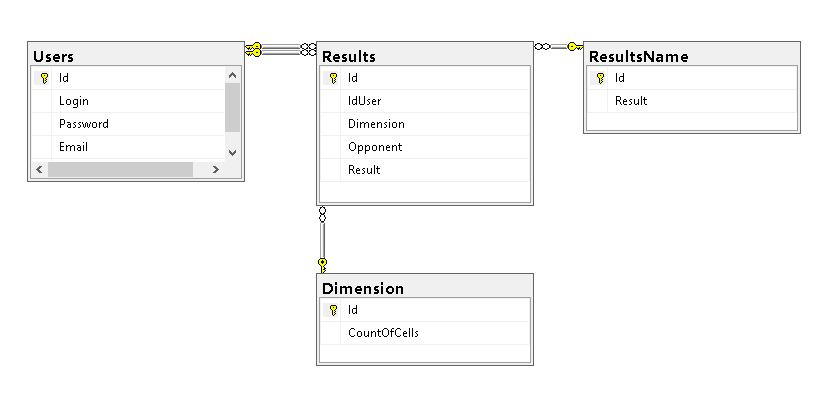 Users
Id
Login
Password
Email
Results
Id
IdUser
Dimension
Opponent
Result
ResultsName
Id
Result
Dimension
Id
CountOfCells